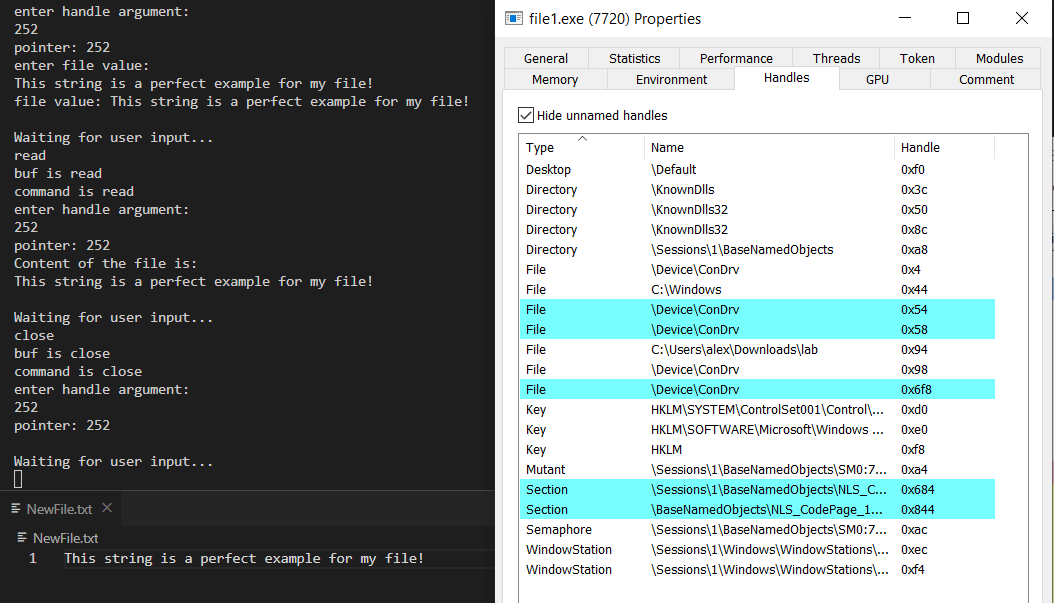 enter handle argument:
252
pointer: 252
enter file value:
This string is a perfect example for my file!
file value: This string is a perfect example for my file!
Waiting for user input...
read
buf is read
command is read
enter handle argument:
252
pointer: 252
Content of the file is:
This string is a perfect example for my file!
Waiting for user input...
close
buf is close
command is close
enter handle argument:
252
pointer: 252
Waiting for user input...
NewFile.txt
NewFile.txt
1 This string is a perfect example for my file!
file1.exe (7720) Properties
General Statistics Performance Threads Token Modules
Memory Environment Handles GPU Comment
Hide unnamed handles
Type Name Handle
Desktop \Default 0xf0
Directory \KnownDlls 0x3c
Directory \KnownDlls32 0x50
Directory \KnownDlls32 0x8c
Directory \Sessions\1\BaseNamedObjects 0xa8
File \Device\ConDrv 0x4
File C:\Windows 0x44
File \Device\ConDrv 0x54
File \Device\ConDrv 0x58
File C:\Users\alex\Downloads\lab 0x94
File \Device\ConDrv 0x98
File \Device\ConDrv 0x6f8
Key HKLM\SYSTEM\ControlSet001\Control\... 0xd0
Key HKLM\SOFTWARE\Microsoft\Windows ... 0xe0
Key HKLM 0xf8
Mutant \Sessions\1\BaseNamedObjects\SM0:7... 0xa4
Section \Sessions\1\BaseNamedObjects\NLS_C... 0x684
Section \BaseNamedObjects\NLS_CodePage_1... 0x844
Semaphore \Sessions\1\BaseNamedObjects\SM0:7... 0xac
WindowStation \Sessions\1\Windows\WindowStations\... 0xec
WindowStation \Sessions\1\Windows\WindowStations\... 0xf4